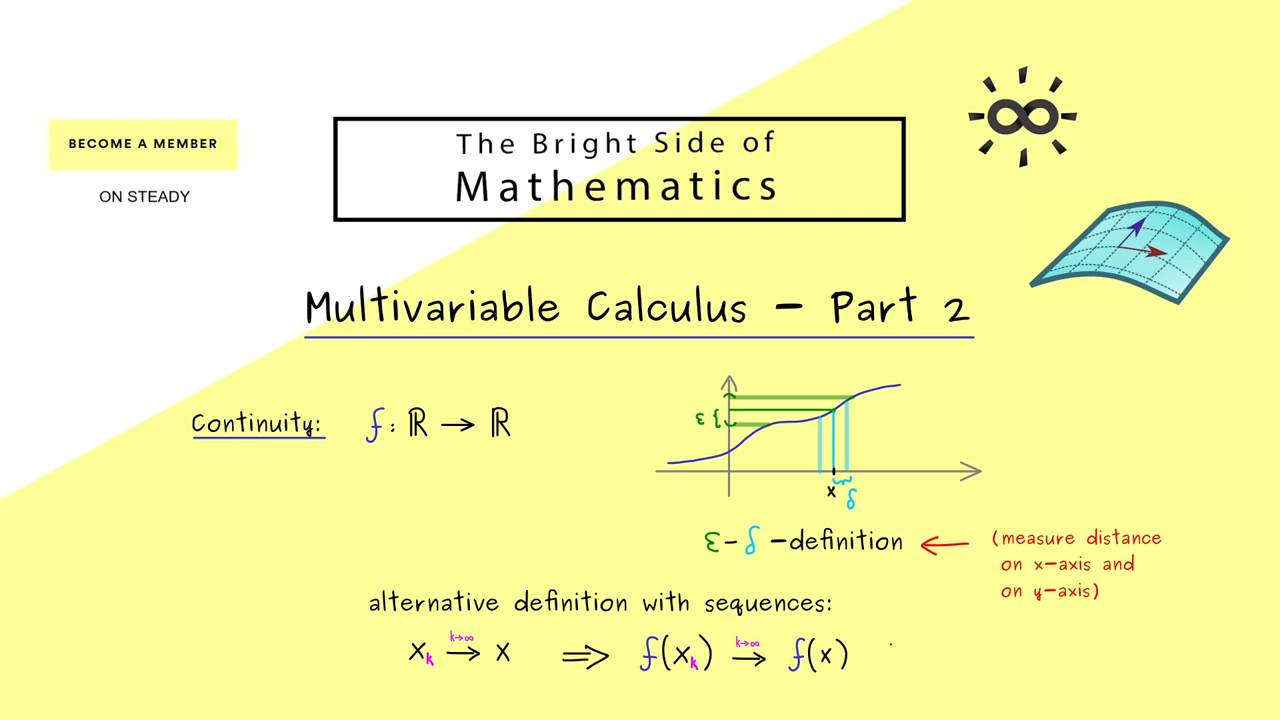 BECOME A MEMBER
ON STEADY
The Bright Side of
Mathematics
Multivariable Calculus – Part 2
Continuity: f: ℝ → ℝ
ε {
x
δ
ε-δ-definition ← (measure distance
on x-axis and
on y-axis)
alternative definition with sequences:
xₖ →(k→∞) x ⟹ f(xₖ) →(k→∞) f(x)